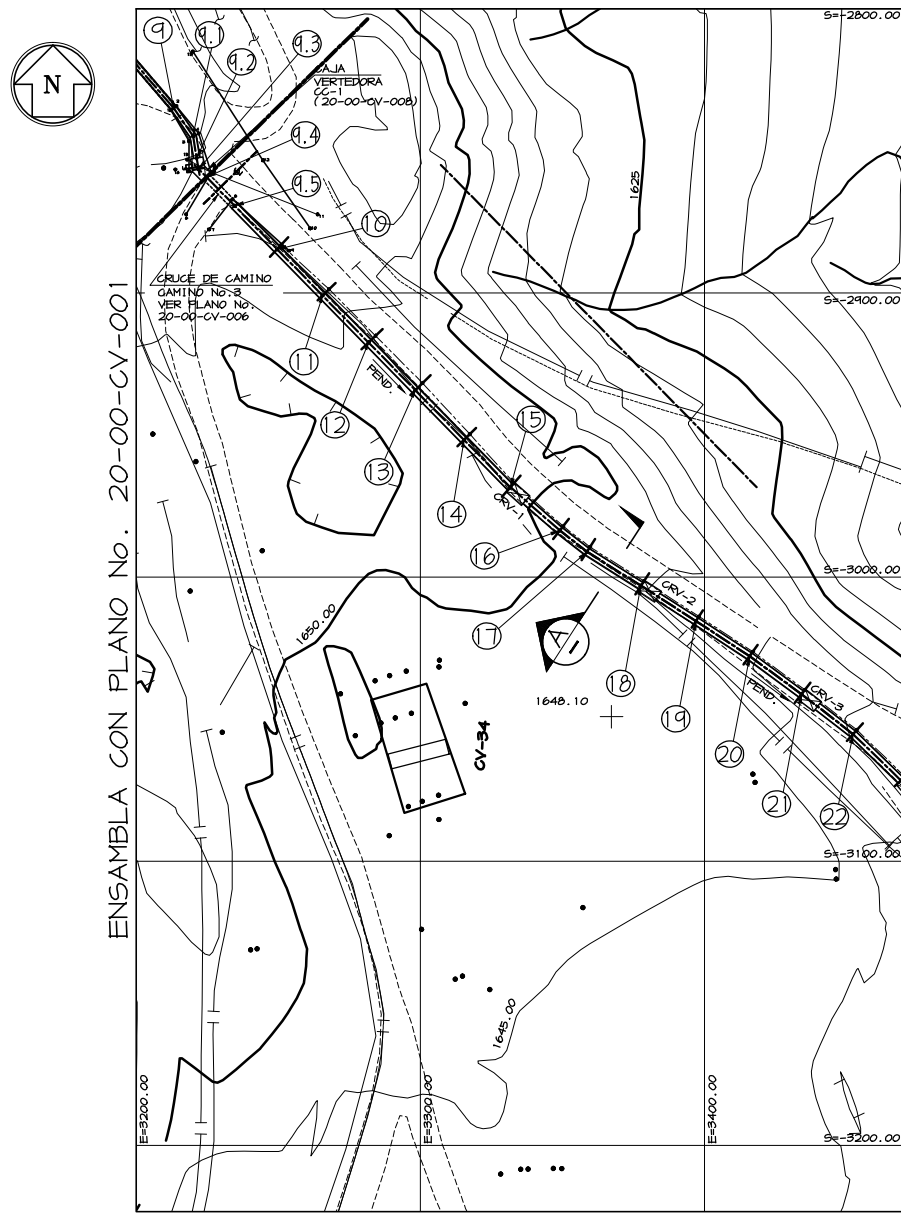 N
ENSAMBLA CON PLANO No. 20-00-CV-001
S=-2800.00
9
9.1
9.2
9.3
CAJA
VERTEDORA
CC-1
(20-00-CV-008)
9.4
9.5
10
1625
CRUCE DE CAMINO
CAMINO No.3
VER PLANO No.
20-00-CV-006
S=-2900.00
11
12
PEND.
13
14
15
CRV-1
16
17
S=-3000.00
CRV-2
1650.00
A
18
1648.10
19
PEND.
CRV-3
20
21
22
CV-34
S=-3100.00
1645.00
E=3200.00
E=3300.00
E=3400.00
S=-3200.00